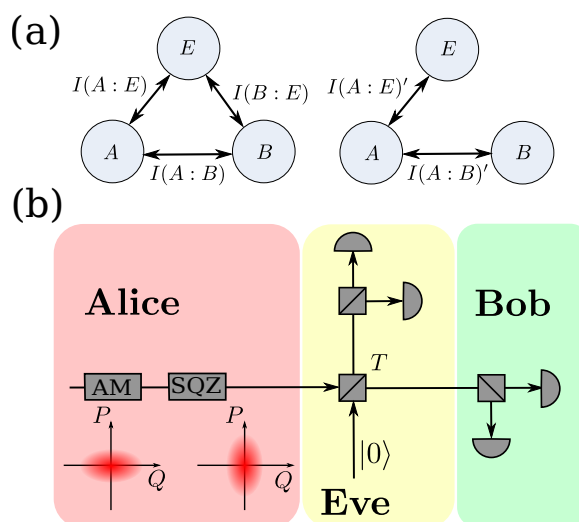 (a)
E
I(A : E)
I(B : E)
A
B
I(A : B)
E
I(A : E)′
A
B
I(A : B)′
(b)
Alice
Bob
T
AM
SQZ
P
Q
P
Q
|0⟩
Eve